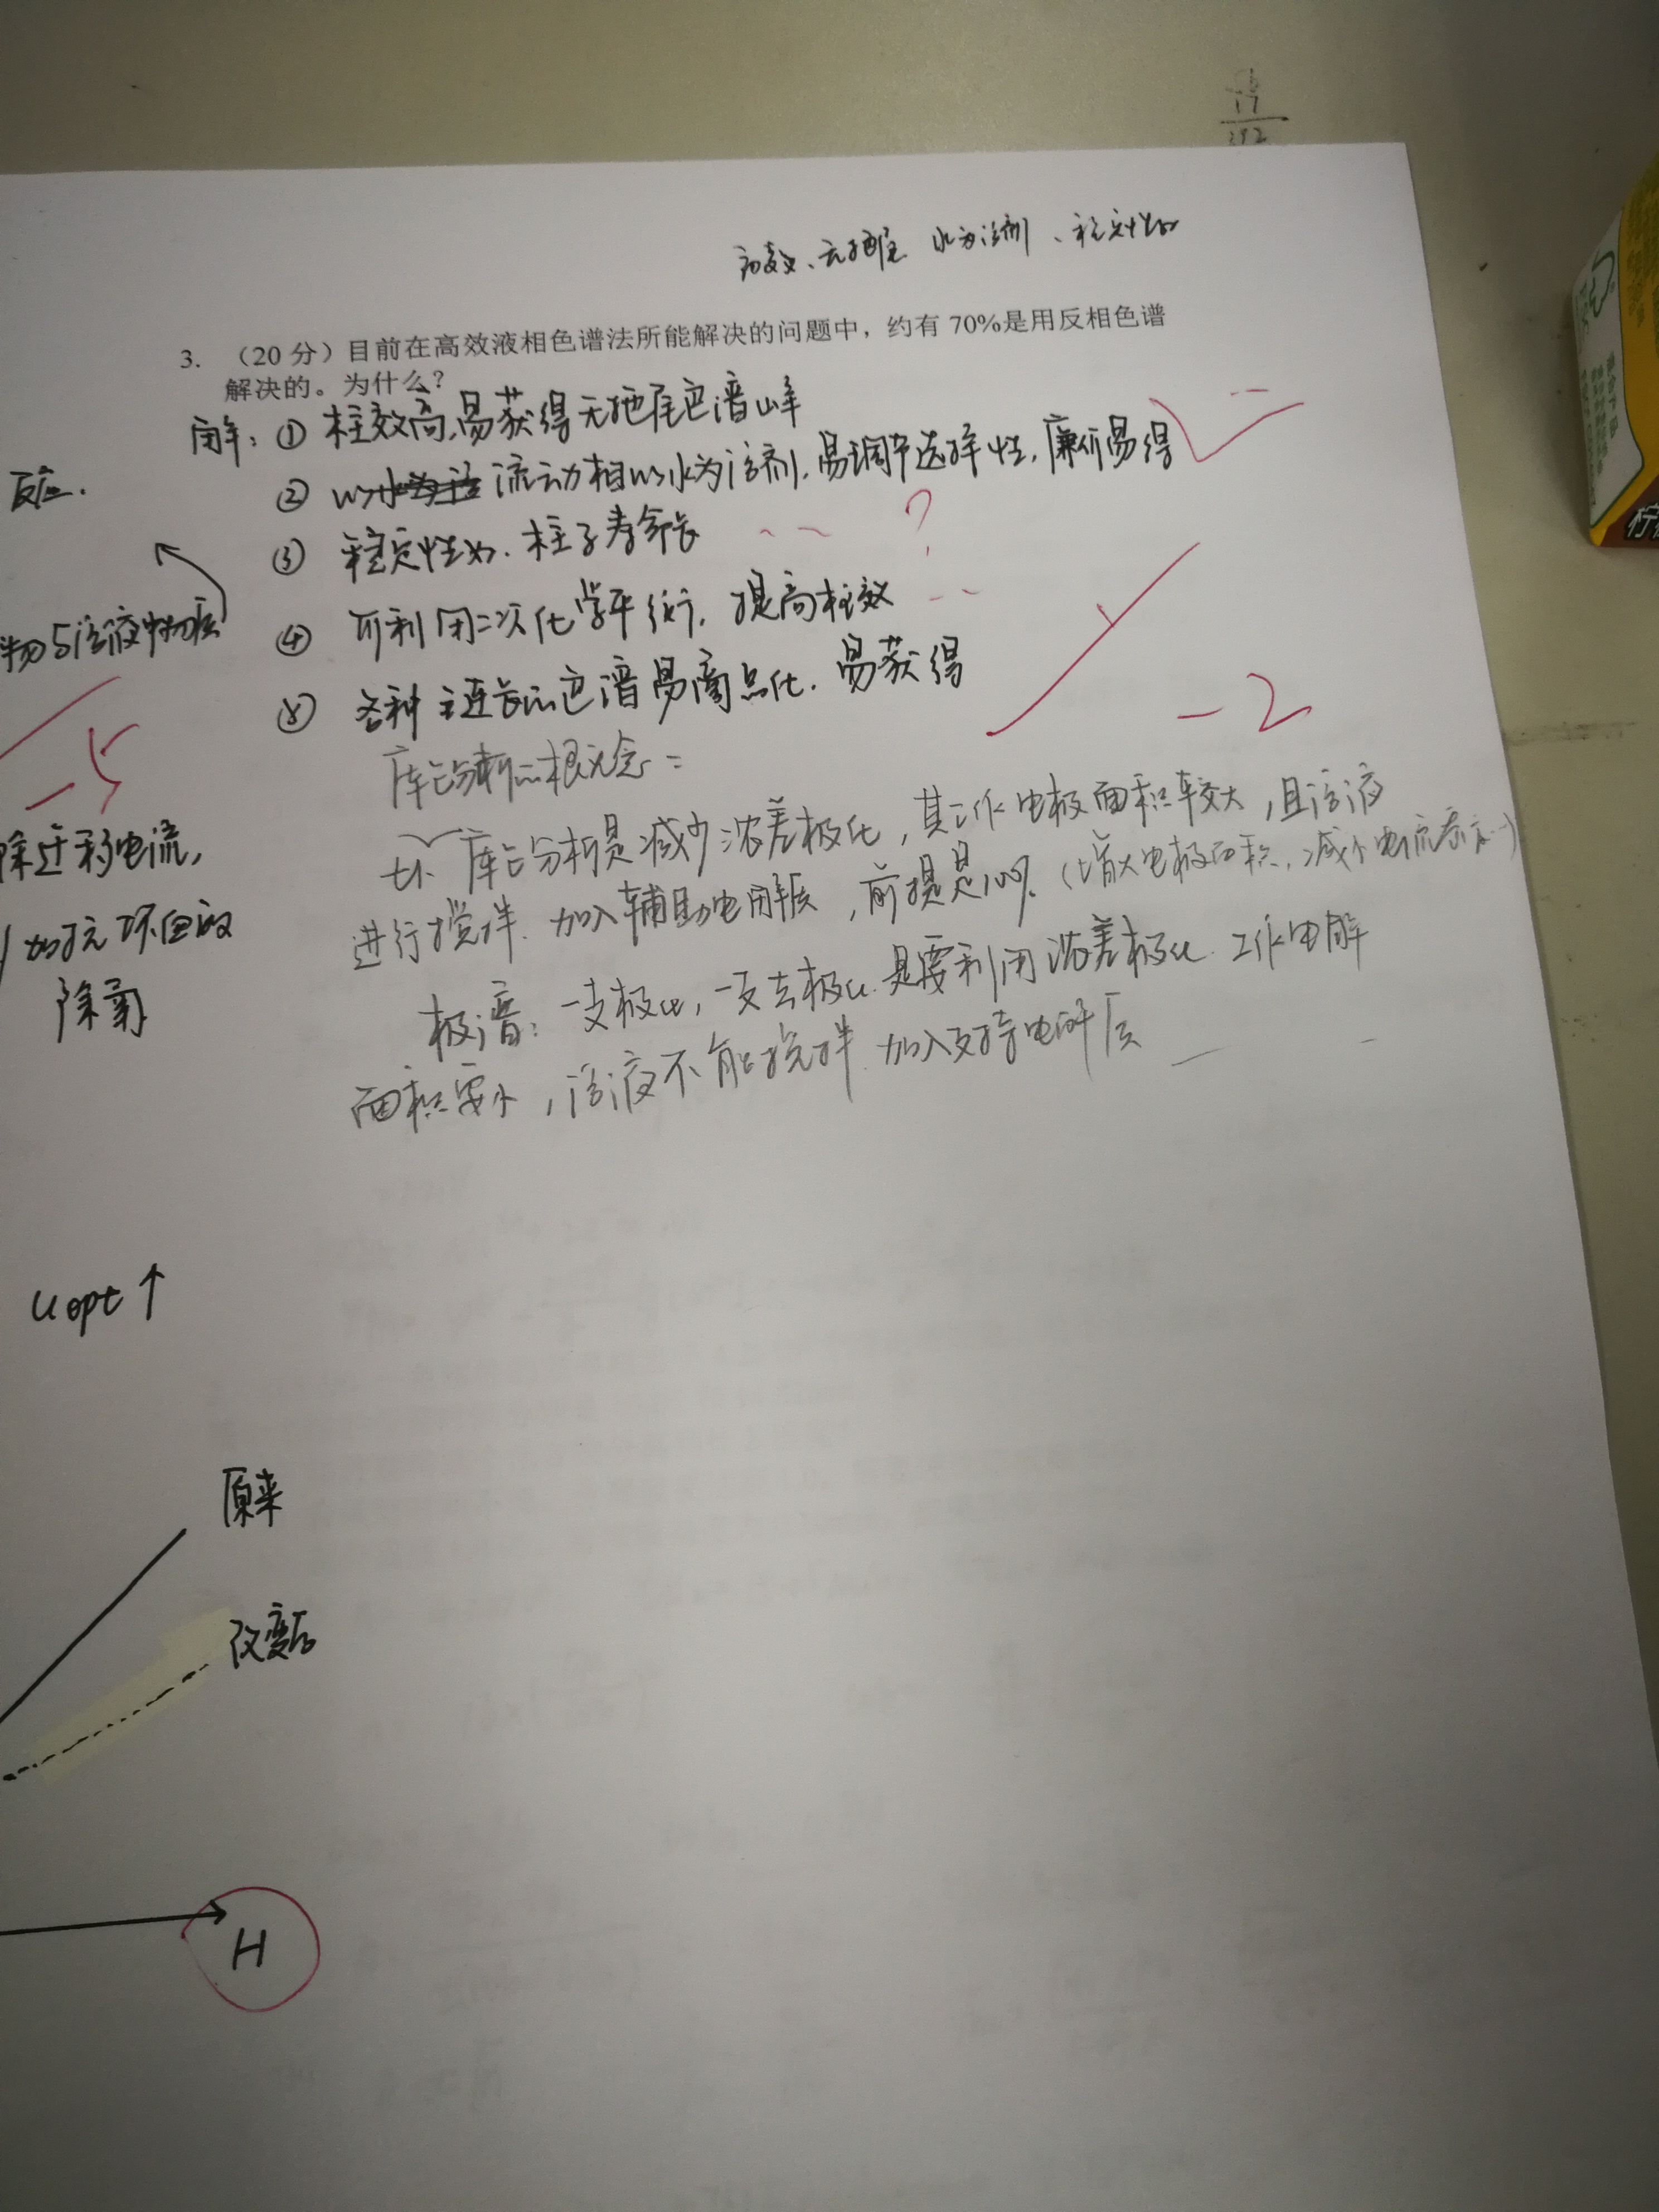 17
高效、无拖尾 水为溶剂、稳定性好
3. （20 分）目前在高效液相色谱法所能解决的问题中，约有 70%是用反相色谱
解决的。为什么？
解：① 柱效高,易获得无拖尾色谱峰
② 流动相以水为溶剂,易调节选择性,廉价易得
③ 稳定性好.柱子寿命长
?
④ 可利用二次化学平衡,提高柱效
⑤ 各种 链长的色谱易商品化.易获得
-2
反应.
物与溶液中物质
-5
除迁移电流,
除氧
库仑分析的概念:
库仑分析是减少浓差极化,其工作电极面积较大,且溶液
进行搅拌.加入辅助电解质,前提是100%.(增大电极面积,减小电流
极谱:一支极化,一支去极化.是要利用浓差极化.工作电解
面积要小,溶液不能搅拌.加入支持电解质
u opt ↑
原来
改变后
H
柠